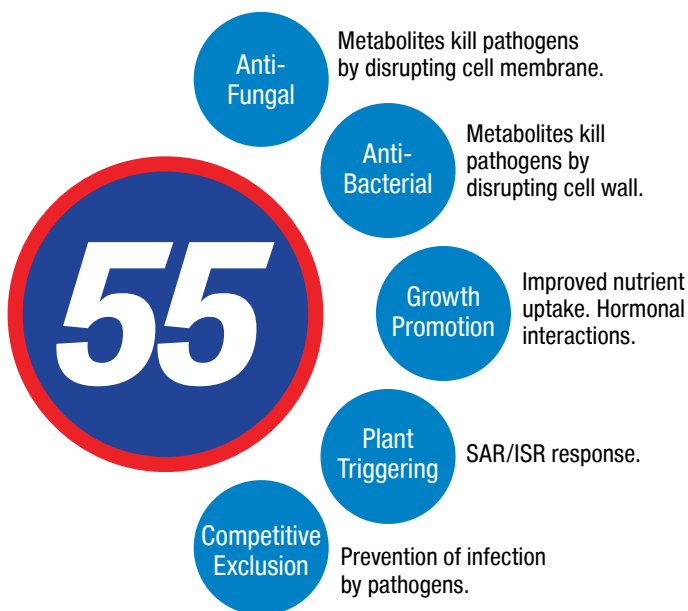 55
Anti-
Fungal
Metabolites kill pathogens
by disrupting cell membrane.
Anti-
Bacterial
Metabolites kill
pathogens by
disrupting cell wall.
Growth
Promotion
Improved nutrient
uptake. Hormonal
interactions.
Plant
Triggering
SAR/ISR response.
Competitive
Exclusion
Prevention of infection
by pathogens.